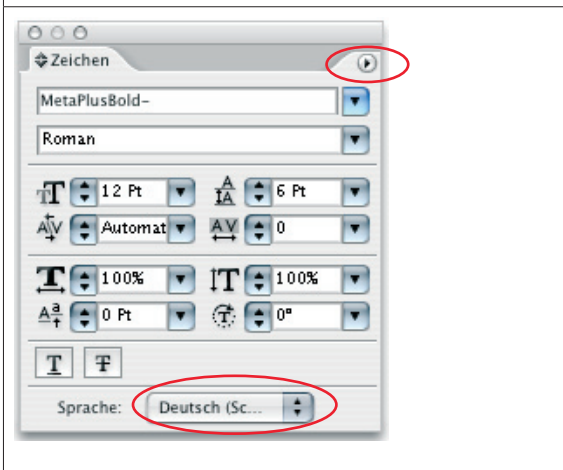 Zeichen
MetaPlusBold-
Roman
12 Pt 6 Pt
Automat 0
100% 100%
0 Pt 0°
Sprache: Deutsch (Sc...